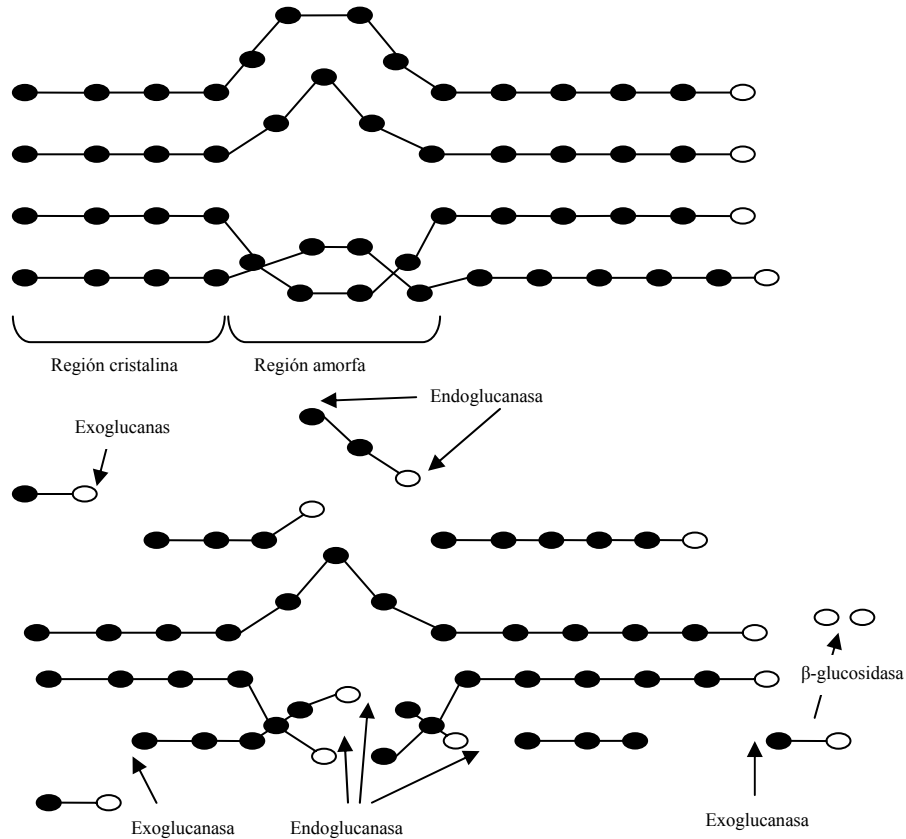 Región cristalina
Región amorfa
Endoglucanasa
Exoglucanas
β-glucosidasa
Exoglucanasa
Endoglucanasa
Exoglucanasa